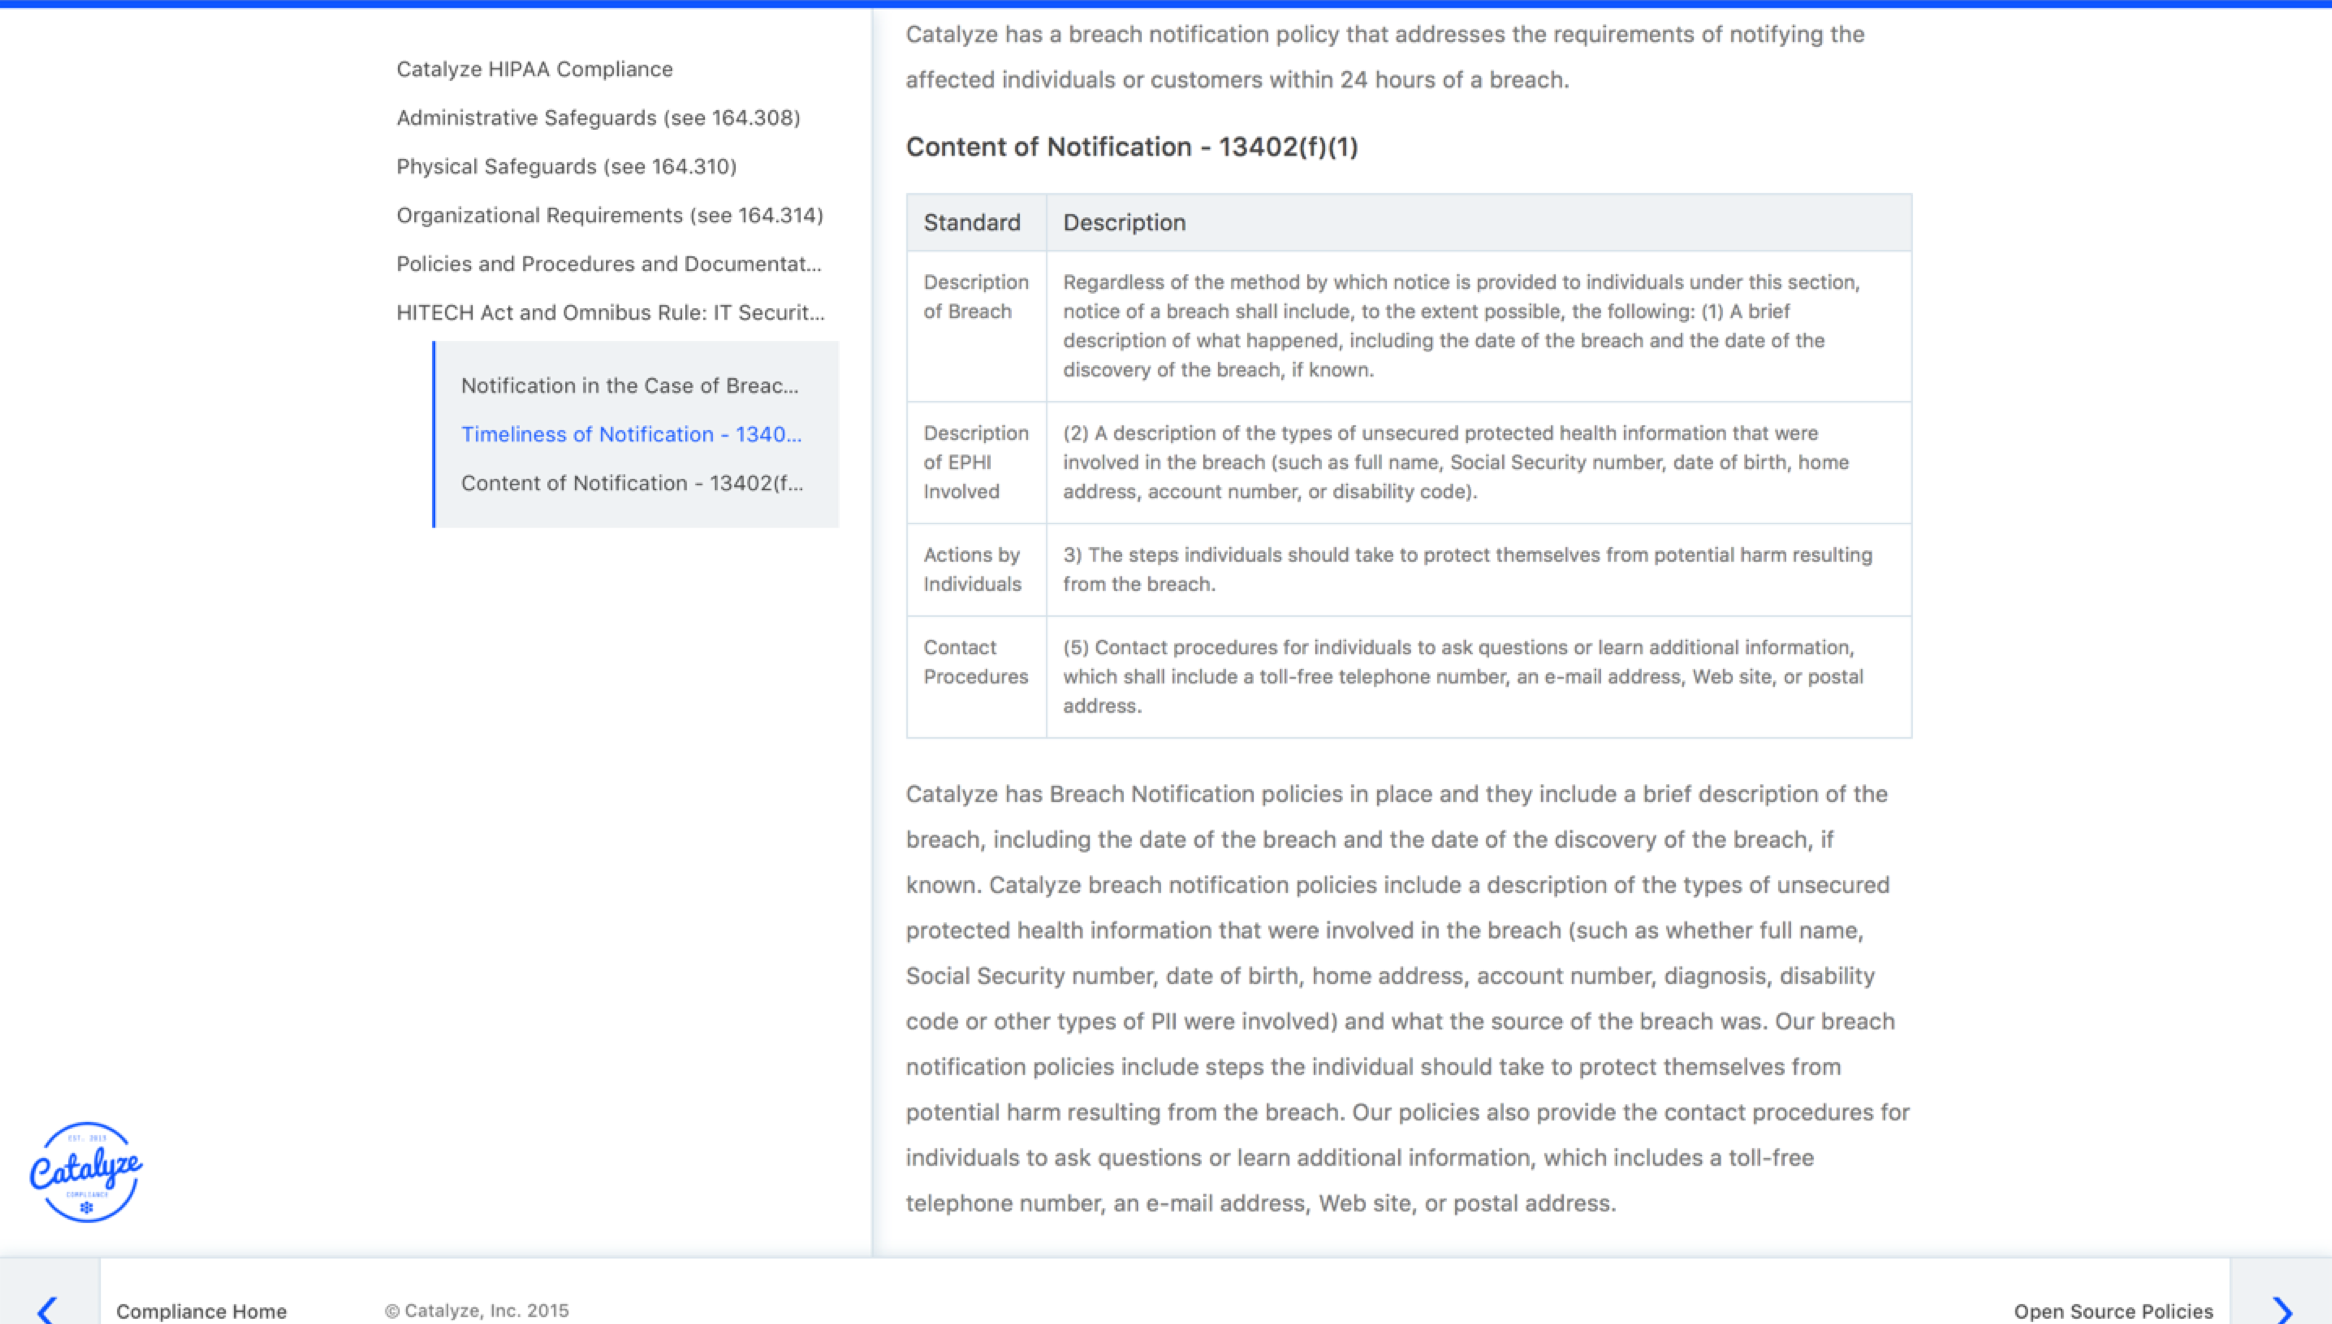 Catalyze HIPAA Compliance
Administrative Safeguards (see 164.308)
Physical Safeguards (see 164.310)
Organizational Requirements (see 164.314)
Policies and Procedures and Documentat...
HITECH Act and Omnibus Rule: IT Securit...
Notification in the Case of Breac...
Timeliness of Notification - 1340...
Content of Notification - 13402(f...
Catalyze has a breach notification policy that addresses the requirements of notifying the
affected individuals or customers within 24 hours of a breach.
Content of Notification - 13402(f)(1)
Standard
Description
Description
of Breach
Regardless of the method by which notice is provided to individuals under this section,
notice of a breach shall include, to the extent possible, the following: (1) A brief
description of what happened, including the date of the breach and the date of the
discovery of the breach, if known.
Description
of EPHI
Involved
(2) A description of the types of unsecured protected health information that were
involved in the breach (such as full name, Social Security number, date of birth, home
address, account number, or disability code).
Actions by
Individuals
3) The steps individuals should take to protect themselves from potential harm resulting
from the breach.
Contact
Procedures
(5) Contact procedures for individuals to ask questions or learn additional information,
which shall include a toll-free telephone number, an e-mail address, Web site, or postal
address.
Catalyze has Breach Notification policies in place and they include a brief description of the
breach, including the date of the breach and the date of the discovery of the breach, if
known. Catalyze breach notification policies include a description of the types of unsecured
protected health information that were involved in the breach (such as whether full name,
Social Security number, date of birth, home address, account number, diagnosis, disability
code or other types of PII were involved) and what the source of the breach was. Our breach
notification policies include steps the individual should take to protect themselves from
potential harm resulting from the breach. Our policies also provide the contact procedures for
individuals to ask questions or learn additional information, which includes a toll-free
telephone number, an e-mail address, Web site, or postal address.
EST. 2013
Catalyze
COMPLIANCE
Compliance Home
© Catalyze, Inc. 2015
Open Source Policies